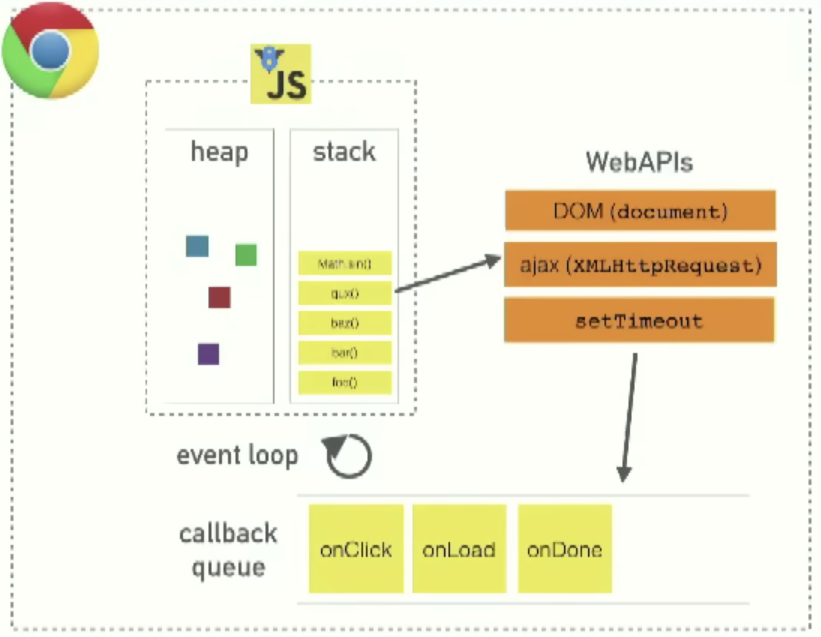 JS
heap
stack
Math.sin()
qux()
baz()
bar()
foo()
WebAPIs
DOM (document)
ajax (XMLHttpRequest)
setTimeout
event loop
callback
queue
onClick
onLoad
onDone